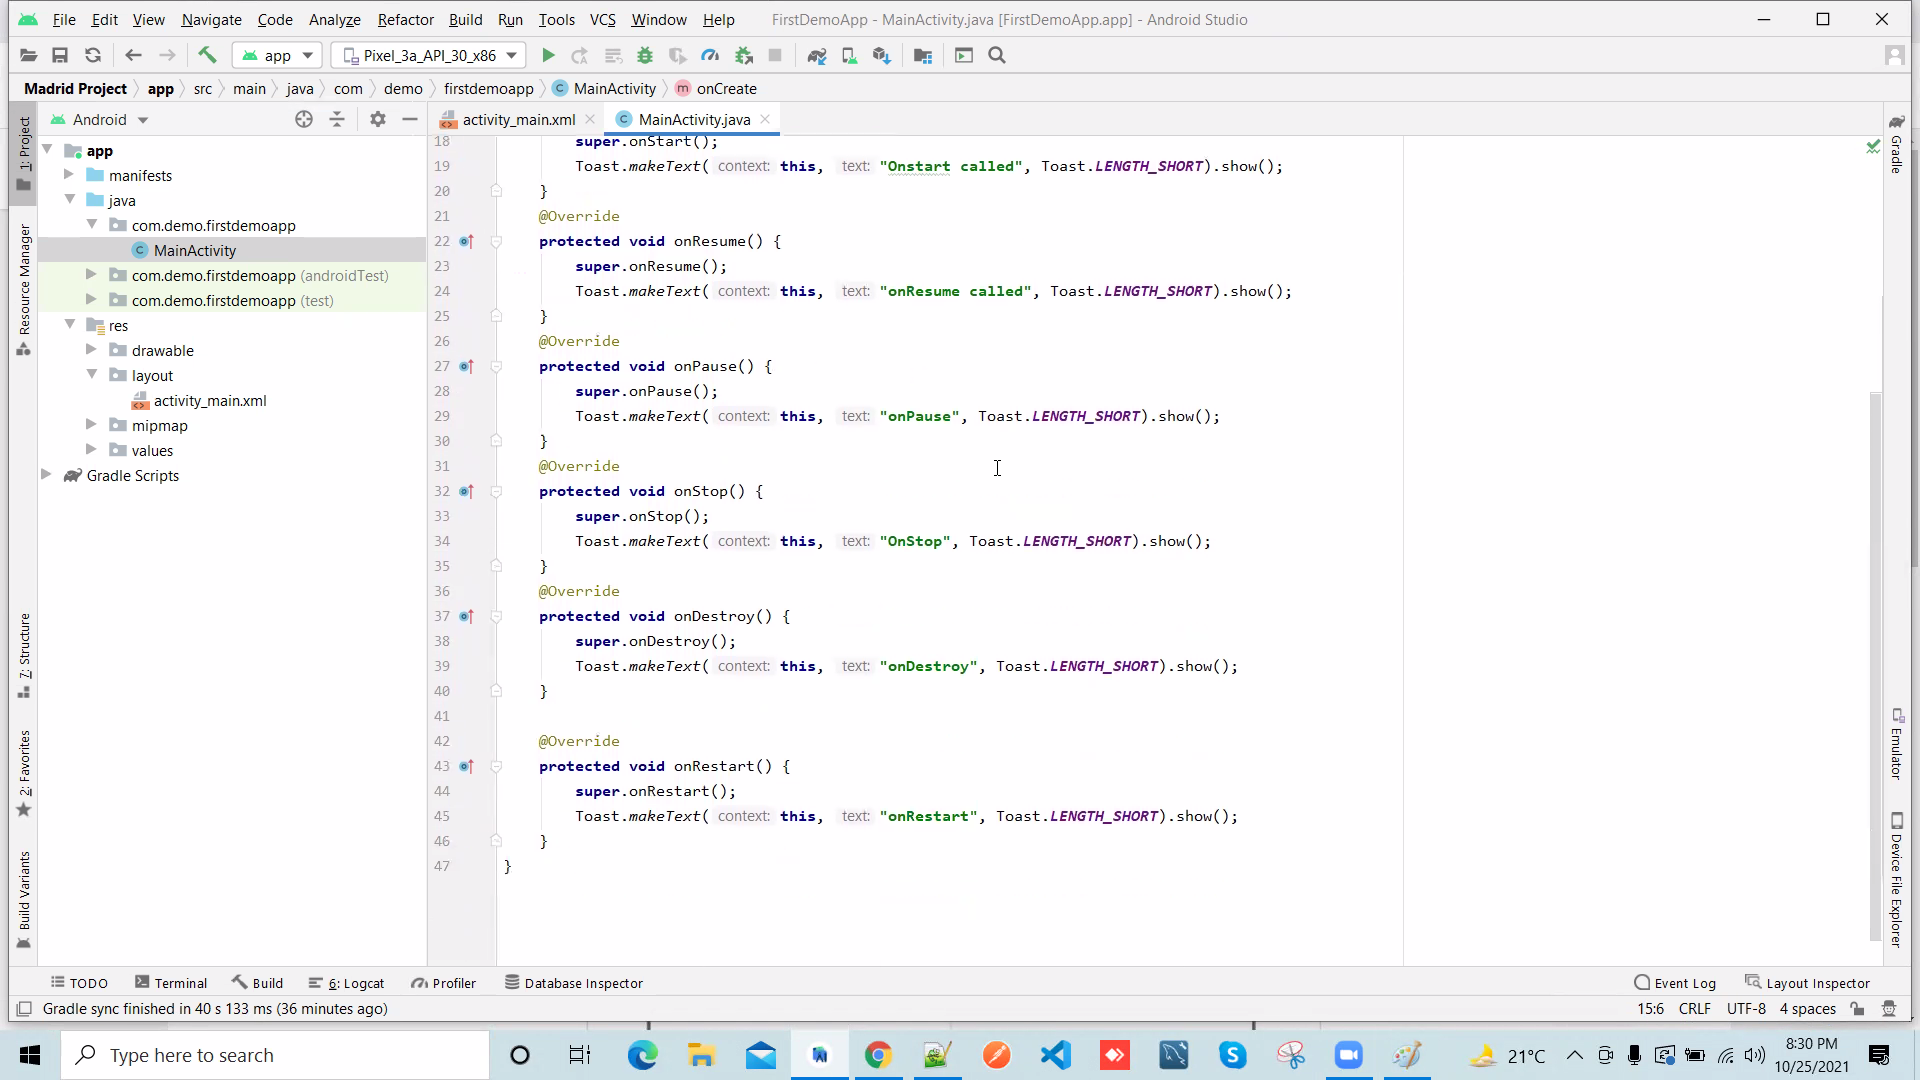 File Edit View Navigate Code Analyze Refactor Build Run Tools VCS Window Help FirstDemoApp - MainActivity.java [FirstDemoApp.app] - Android Studio
app Pixel_3a_API_30_x86
Madrid Project app src main java com demo firstdemoapp C MainActivity m onCreate
Android activity_main.xml C MainActivity.java
1: Project
Resource Manager
7: Structure
2: Favorites
Build Variants
app
manifests
java
com.demo.firstdemoapp
C MainActivity
com.demo.firstdemoapp (androidTest)
com.demo.firstdemoapp (test)
res
drawable
layout
activity_main.xml
mipmap
values
Gradle Scripts
18 super.onStart();
19 Toast.makeText( context: this, text: "Onstart called", Toast.LENGTH_SHORT).show();
20 }
21 @Override
22 protected void onResume() {
23 super.onResume();
24 Toast.makeText( context: this, text: "onResume called", Toast.LENGTH_SHORT).show();
25 }
26 @Override
27 protected void onPause() {
28 super.onPause();
29 Toast.makeText( context: this, text: "onPause", Toast.LENGTH_SHORT).show();
30 }
31 @Override
32 protected void onStop() {
33 super.onStop();
34 Toast.makeText( context: this, text: "OnStop", Toast.LENGTH_SHORT).show();
35 }
36 @Override
37 protected void onDestroy() {
38 super.onDestroy();
39 Toast.makeText( context: this, text: "onDestroy", Toast.LENGTH_SHORT).show();
40 }
41
42 @Override
43 protected void onRestart() {
44 super.onRestart();
45 Toast.makeText( context: this, text: "onRestart", Toast.LENGTH_SHORT).show();
46 }
47 }
Gradle
Emulator
Device File Explorer
TODO Terminal Build 6: Logcat Profiler Database Inspector Event Log Layout Inspector
Gradle sync finished in 40 s 133 ms (36 minutes ago) 15:6 CRLF UTF-8 4 spaces
Type here to search 21°C 8:30 PM
10/25/2021